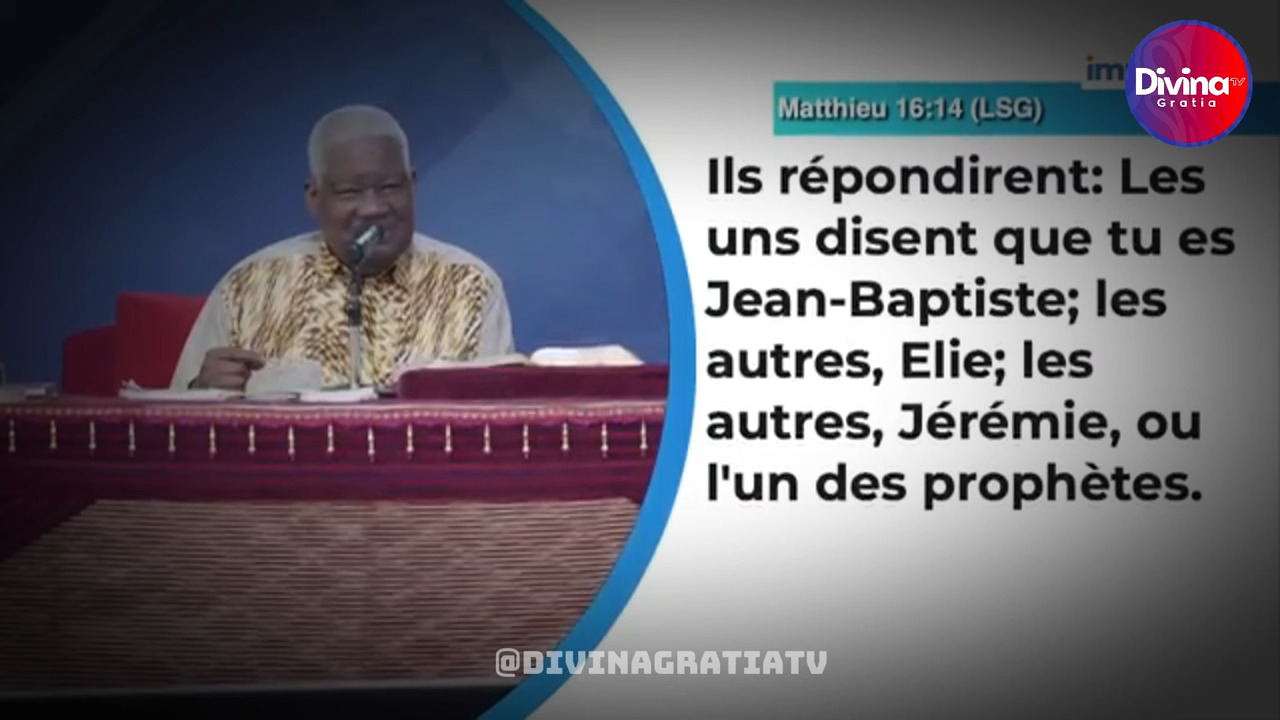 Divina TV
Gratia
Matthieu 16:14 (LSG)
Ils répondirent: Les
uns disent que tu es
Jean-Baptiste; les
autres, Elie; les
autres, Jérémie, ou
l'un des prophètes.
@DIVINAGRATIATV